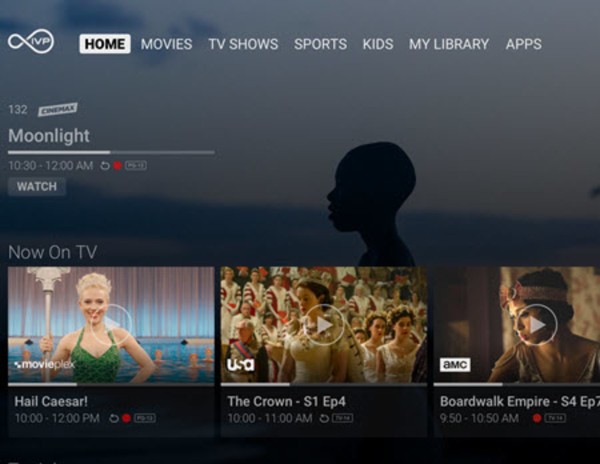 IVP HOME MOVIES TV SHOWS SPORTS KIDS MY LIBRARY APPS
132 CINEMAX
Moonlight
10:30 - 12:00 AM PG-13
WATCH
Now On TV
movieplex
USA
amc
Hail Caesar!
The Crown - S1 Ep4
Boardwalk Empire - S4 Ep7
10:00 - 12:00 PM PG-13
10:00 - 11:00 AM TV-14
9:50 - 10:50 AM TV-14